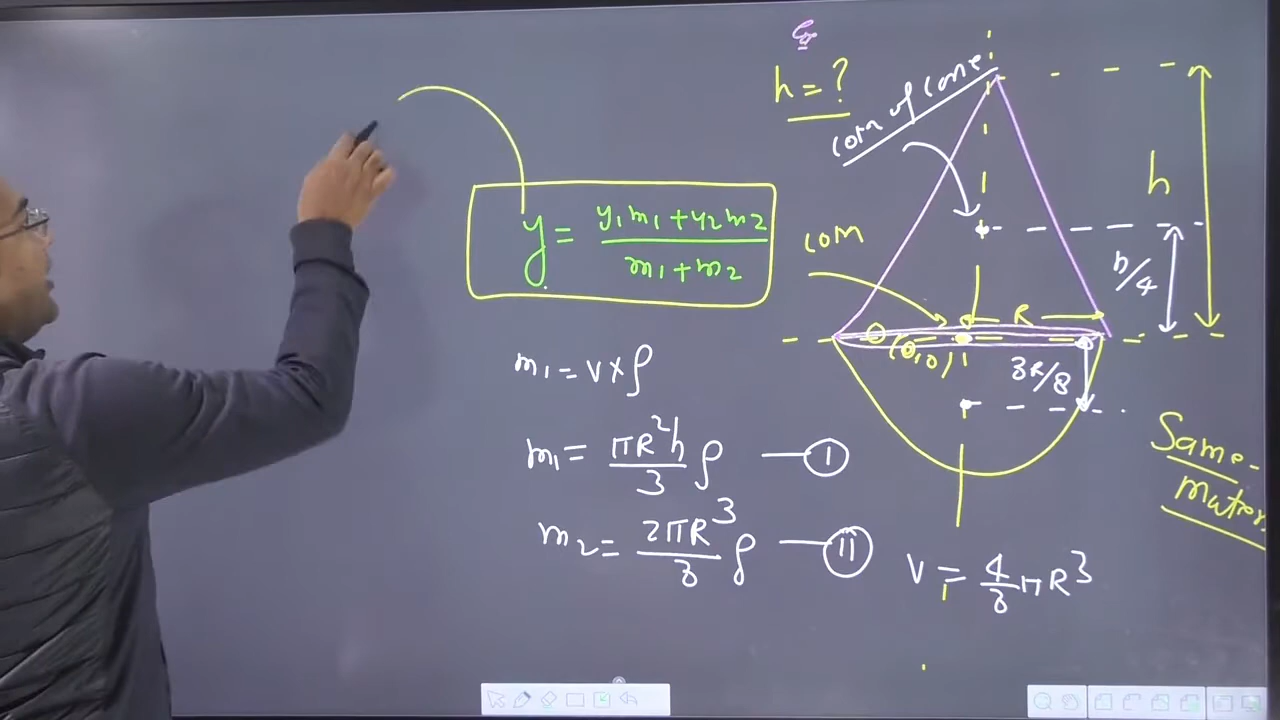 h = ?
com of cone
h
y = y₁m₁ + y₂m₂ / m₁ + m₂
com
h/4
R
(0,0)
3R/8
m₁ = v × ρ
Same-
m₁ = πR²h / 3 ρ — I
m₂ = 2πR³ / 3 ρ — II
V = 4/3 πR³